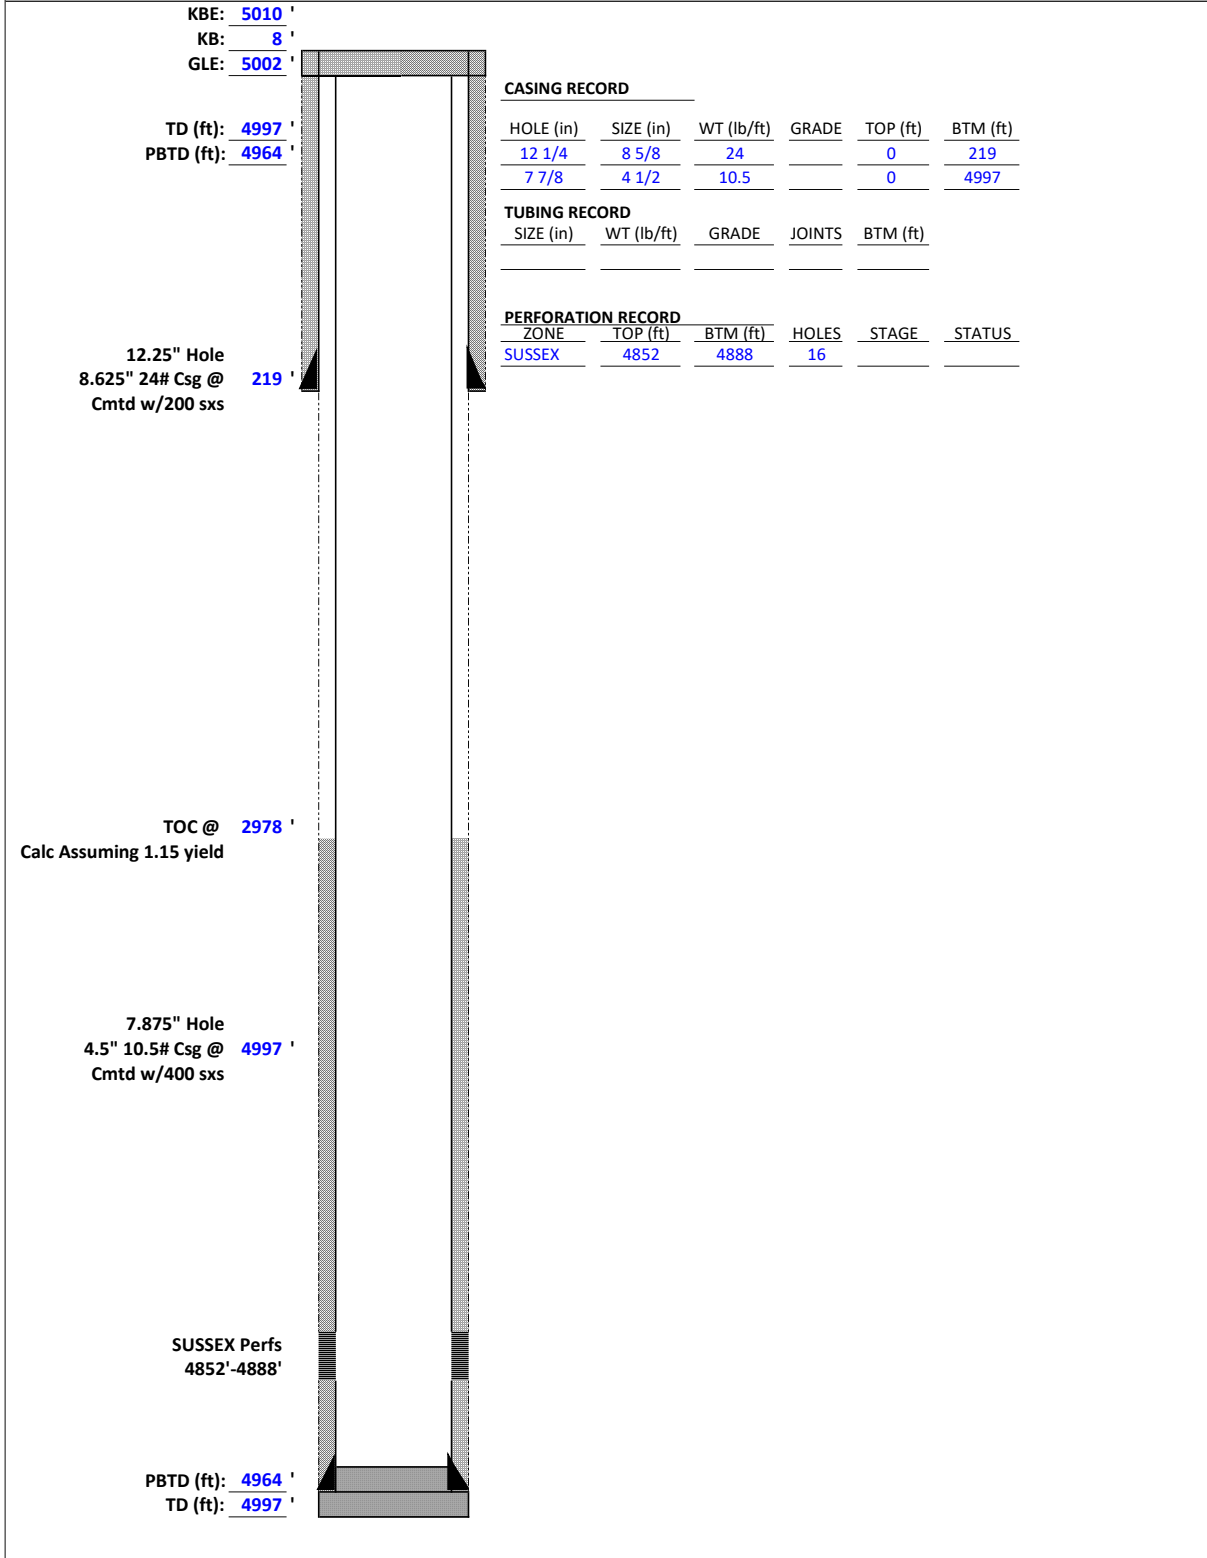 KBE: 5010 '
KB: 8 '
GLE: 5002 '
TD (ft): 4997 '
PBTD (ft): 4964 '
CASING RECORD
HOLE (in) SIZE (in) WT (lb/ft) GRADE TOP (ft) BTM (ft)
12 1/4 8 5/8 24 0 219
7 7/8 4 1/2 10.5 0 4997
TUBING RECORD
SIZE (in) WT (lb/ft) GRADE JOINTS BTM (ft)
PERFORATION RECORD
ZONE TOP (ft) BTM (ft) HOLES STAGE STATUS
SUSSEX 4852 4888 16
12.25" Hole
8.625" 24# Csg @ 219 '
Cmtd w/200 sxs
TOC @ 2978 '
Calc Assuming 1.15 yield
7.875" Hole
4.5" 10.5# Csg @ 4997 '
Cmtd w/400 sxs
SUSSEX Perfs
4852'-4888'
PBTD (ft): 4964 '
TD (ft): 4997 '